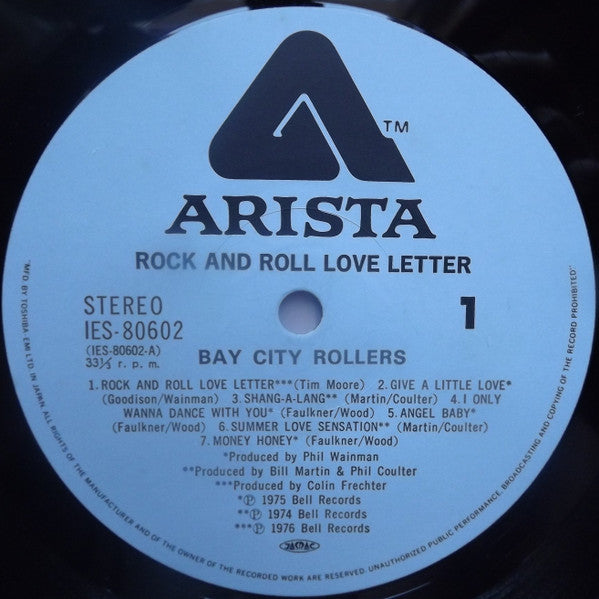 TM
ARISTA
ROCK AND ROLL LOVE LETTER
STEREO
IES-80602
(IES-80602-A)
33⅓ r. p. m.
1
BAY CITY ROLLERS
1.ROCK AND ROLL LOVE LETTER***(Tim Moore) 2.GIVE A LITTLE LOVE*
(Goodison/Wainman) 3.SHANG-A-LANG** (Martin/Coulter) 4.I ONLY
WANNA DANCE WITH YOU* (Faulkner/Wood) 5.ANGEL BABY*
(Faulkner/Wood) 6.SUMMER LOVE SENSATION** (Martin/Coulter)
7.MONEY HONEY* (Faulkner/Wood)
*Produced by Phil Wainman
**Produced by Bill Martin & Phil Coulter
***Produced by Colin Frechter
*Ⓟ 1975 Bell Records
**Ⓟ 1974 Bell Records
***Ⓟ 1976 Bell Records
JASRAC
"MFD BY TOSHIBA EMI LTD. IN JAPAN. ALL RIGHTS OF THE MANUFACTURER AND OF THE OWNER OF THE RECORDED WORK ARE RESERVED. UNAUTHORIZED PUBLIC PERFORMANCE, BROADCASTING AND COPYING OF THE RECORD PROHIBITED"